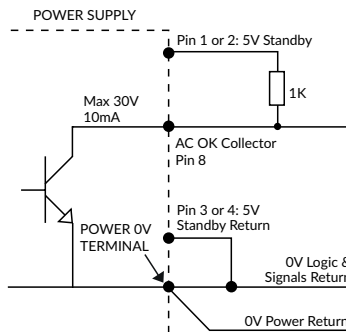 POWER SUPPLY
Pin 1 or 2: 5V Standby
1K
Max 30V
10mA
AC OK Collector
Pin 8
Pin 3 or 4: 5V
Standby Return
POWER 0V
TERMINAL
0V Logic &
Signals Return
0V Power Return